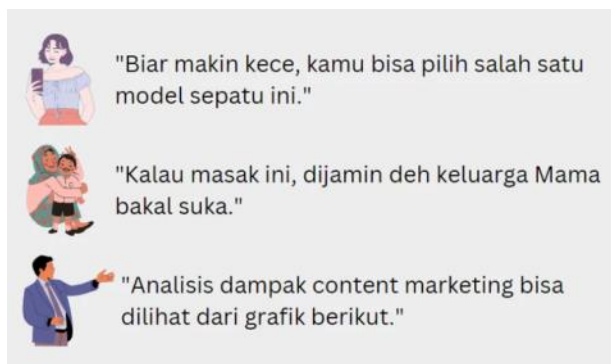 "Biar makin kece, kamu bisa pilih salah satu
model sepatu ini."
"Kalau masak ini, dijamin deh keluarga Mama
bakal suka."
"Analisis dampak content marketing bisa
dilihat dari grafik berikut."